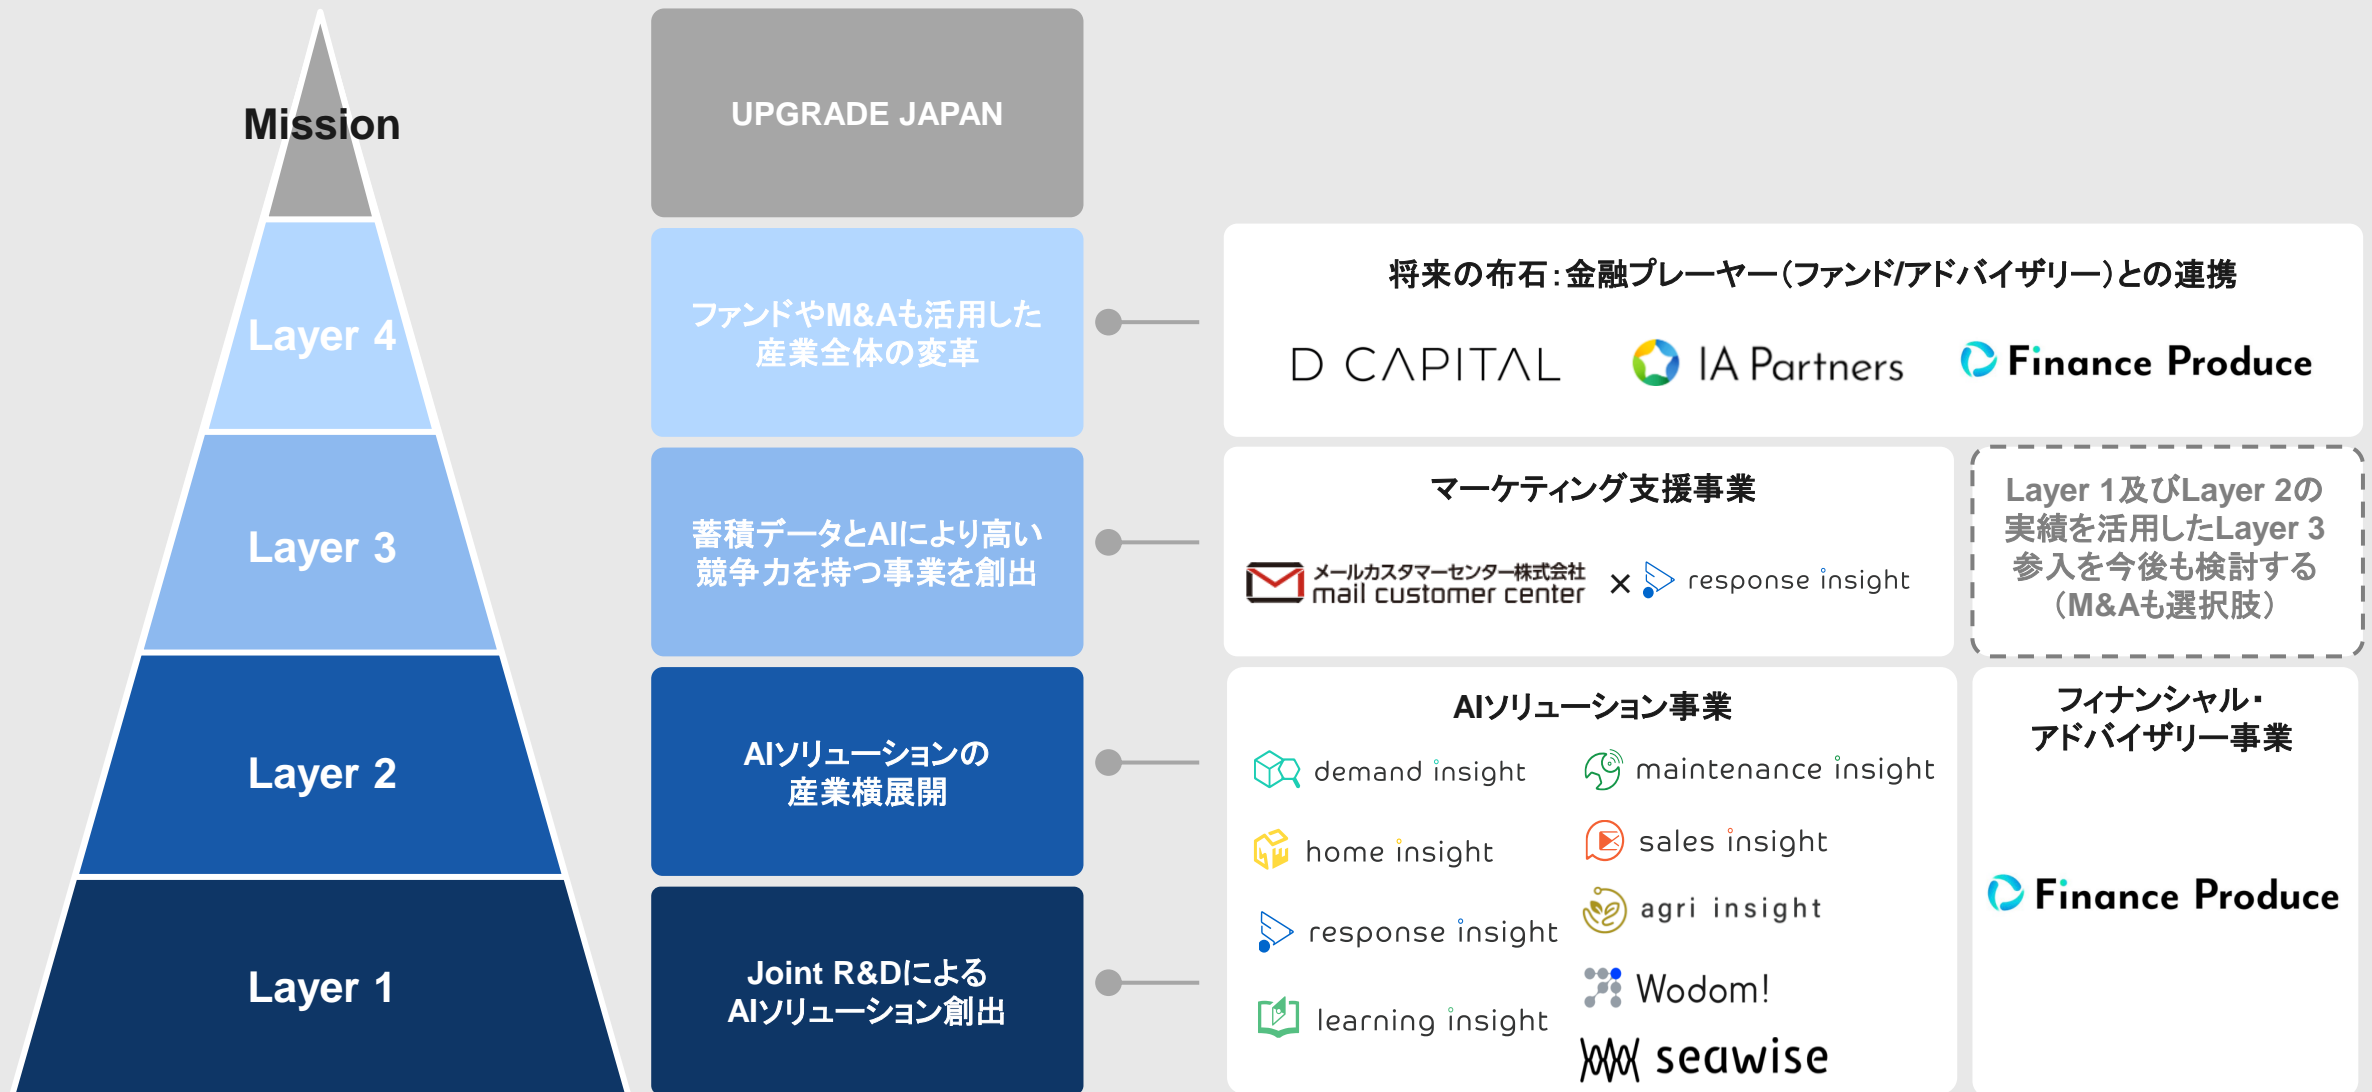 Mission
UPGRADE JAPAN
Layer 4
ファンドやM&Aも活用した
産業全体の変革
将来の布石：金融プレーヤー（ファンド/アドバイザリー）との連携
D CAPITAL
IA Partners
Finance Produce
Layer 3
蓄積データとAIにより高い
競争力を持つ事業を創出
マーケティング支援事業
メールカスタマーセンター株式会社
mail customer center
×
response insight
Layer 1及びLayer 2の
実績を活用したLayer 3
参入を今後も検討する
（M&Aも選択肢）
Layer 2
AIソリューションの
産業横展開
Layer 1
Joint R&Dによる
AIソリューション創出
AIソリューション事業
demand insight
maintenance insight
home insight
sales insight
response insight
agri insight
learning insight
Wodom!
seawise
フィナンシャル・
アドバイザリー事業
Finance Produce